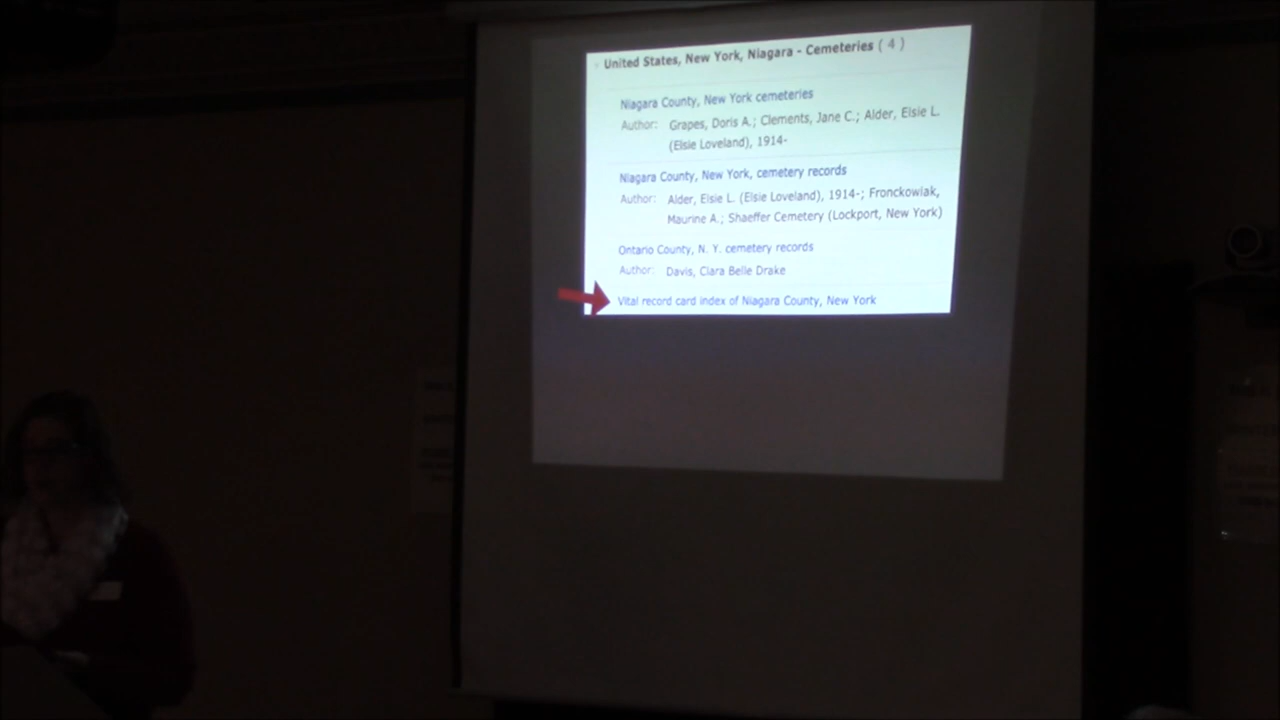 United States, New York, Niagara - Cemeteries ( 4 )
Niagara County, New York cemeteries
Author: Grapes, Doris A.; Clements, Jane C.; Alder, Elsie L.
(Elsie Loveland), 1914-
Niagara County, New York, cemetery records
Author: Alder, Elsie L. (Elsie Loveland), 1914-; Fronckowiak,
Maurine A.; Shaeffer Cemetery (Lockport, New York)
Ontario County, N. Y. cemetery records
Author: Davis, Clara Belle Drake
Vital record card index of Niagara County, New York